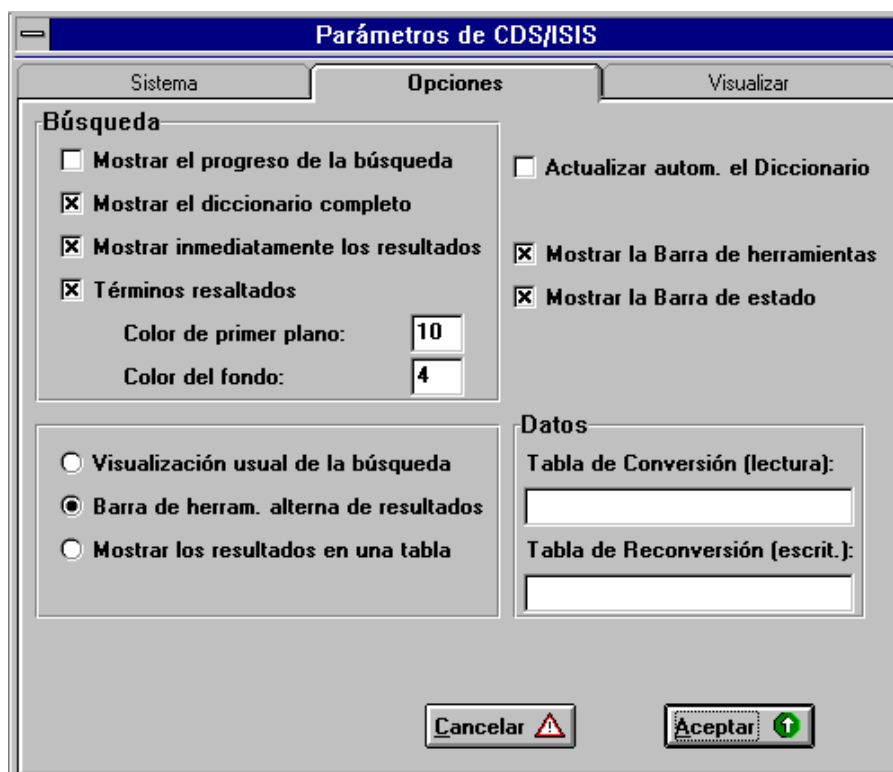 Parámetros de CDS/ISIS
Sistema
Opciones
Visualizar
Búsqueda
Mostrar el progreso de la búsqueda
Mostrar el diccionario completo
Mostrar inmediatamente los resultados
Términos resaltados
Color de primer plano: 10
Color del fondo: 4
Actualizar autom. el Diccionario
Mostrar la Barra de herramientas
Mostrar la Barra de estado
Visualización usual de la búsqueda
Barra de herram. alterna de resultados
Mostrar los resultados en una tabla
Datos
Tabla de Conversión (lectura):
Tabla de Reconversión (escrit.):
Cancelar
Aceptar